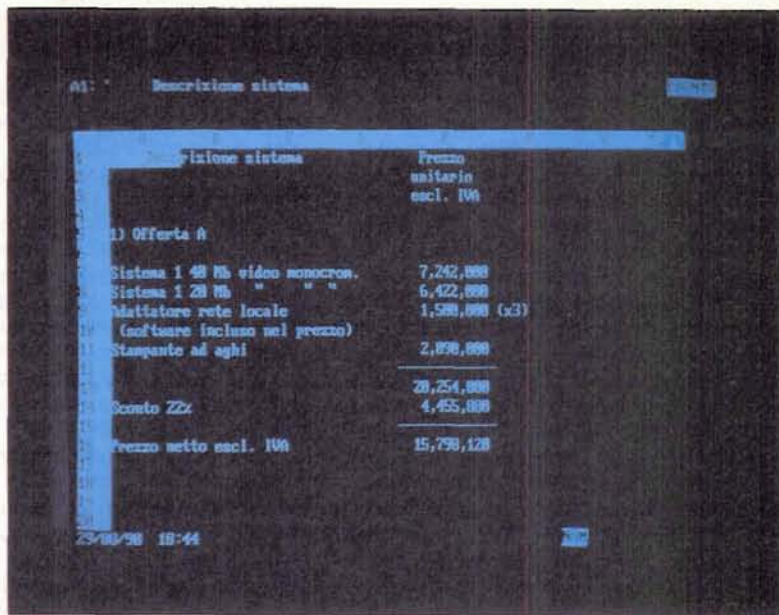 A1: ' Descrizione sistema
Descrizione sistema Prezzo
unitario
escl. IVA
1) Offerta A
Sistema 1 40 Mb video monocrom. 7,242,000
Sistema 1 20 Mb " " " 6,422,000
Adattatore rete locale 1,500,000 (x3)
(software incluso nel prezzo)
Stampante ad aghi 2,090,000
20,254,000
Sconto 22% 4,455,880
Prezzo netto escl. IVA 15,798,120
29/08/90